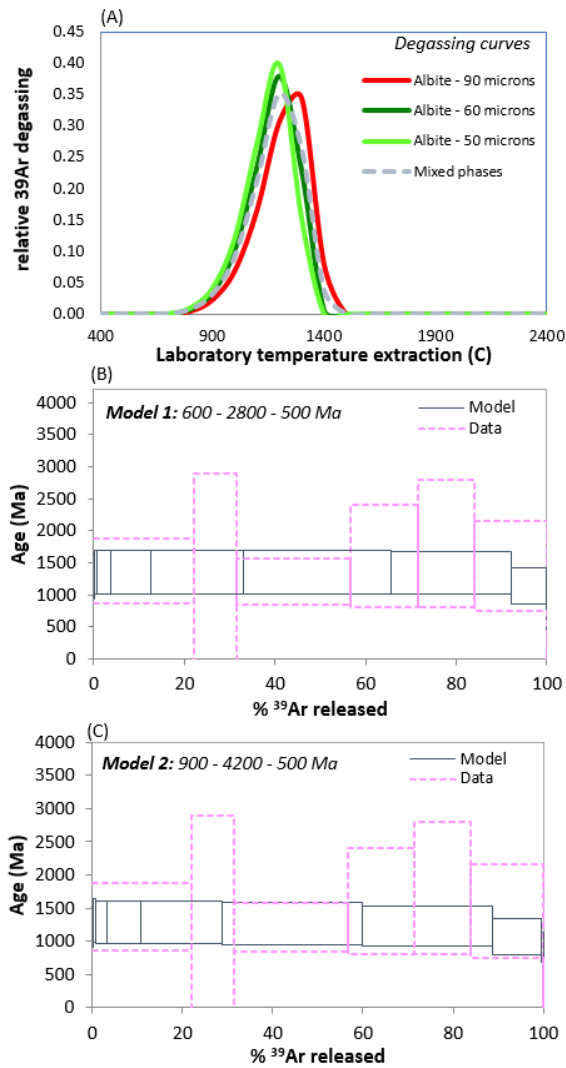 (A)
Degassing curves
Albite - 90 microns
Albite - 60 microns
Albite - 50 microns
Mixed phases
relative 39Ar degassing
0.45
0.40
0.35
0.30
0.25
0.20
0.15
0.10
0.05
0.00
400 900 1400 1900 2400
Laboratory temperature extraction (C)
(B)
Model 1: 600 - 2800 - 500 Ma
Model
Data
Age (Ma)
4000
3500
3000
2500
2000
1500
1000
500
0
0 20 40 60 80 100
% ³⁹Ar released
(C)
Model 2: 900 - 4200 - 500 Ma
Model
Data
Age (Ma)
4000
3500
3000
2500
2000
1500
1000
500
0
0 20 40 60 80 100
% ³⁹Ar released